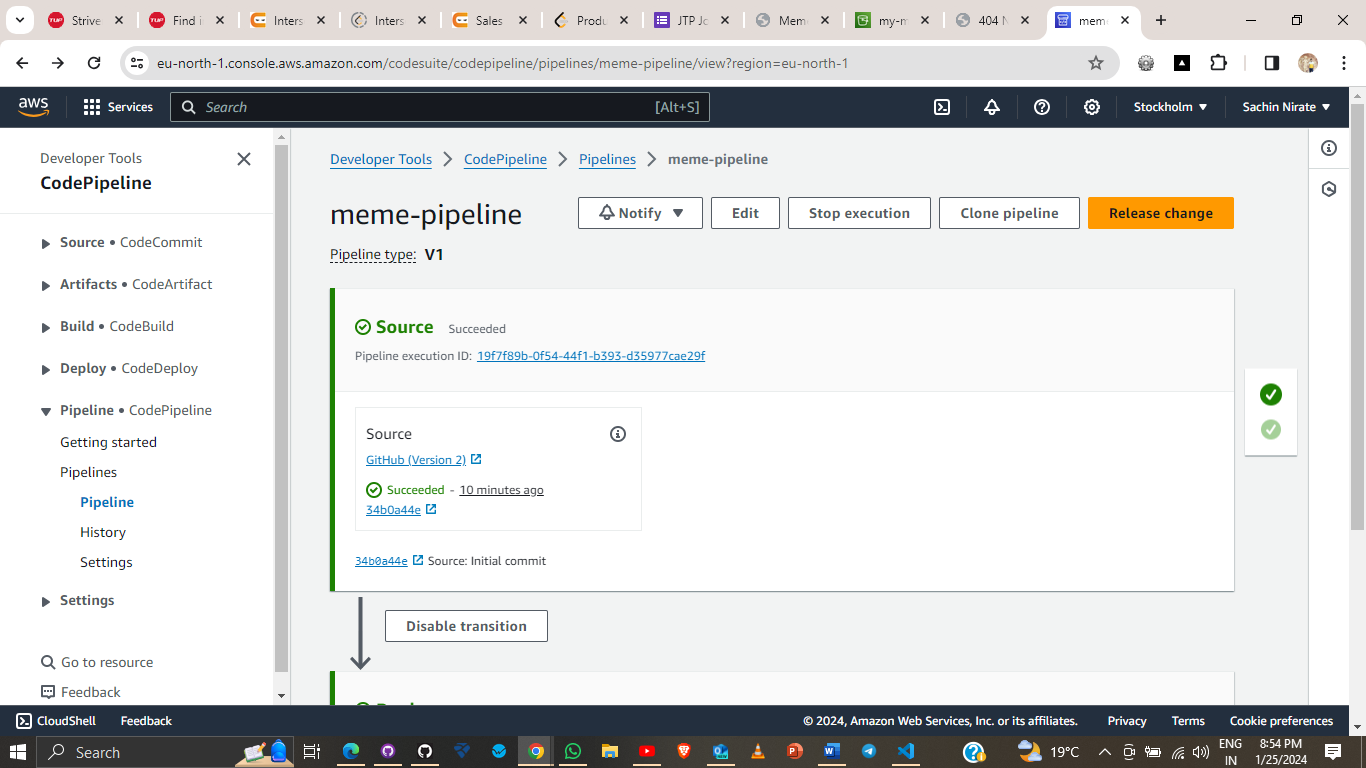 Strive
Find i
Inters
Inters
Sales
Produ
JTP Jo
Meme
my-m
404 N
meme
eu-north-1.console.aws.amazon.com/codesuite/codepipeline/pipelines/meme-pipeline/view?region=eu-north-1
aws
Services
Search
[Alt+S]
Stockholm
Sachin Nirate
Developer Tools
CodePipeline
Source • CodeCommit
Artifacts • CodeArtifact
Build • CodeBuild
Deploy • CodeDeploy
Pipeline • CodePipeline
Getting started
Pipelines
Pipeline
History
Settings
Settings
Go to resource
Feedback
Developer Tools > CodePipeline > Pipelines > meme-pipeline
meme-pipeline
Notify
Edit
Stop execution
Clone pipeline
Release change
Pipeline type: V1
Source Succeeded
Pipeline execution ID: 19f7f89b-0f54-44f1-b393-d35977cae29f
Source
GitHub (Version 2)
Succeeded - 10 minutes ago
34b0a44e
34b0a44e Source: Initial commit
Disable transition
CloudShell
Feedback
© 2024, Amazon Web Services, Inc. or its affiliates.
Privacy
Terms
Cookie preferences
Search
19°C
ENG
IN
8:54 PM
1/25/2024